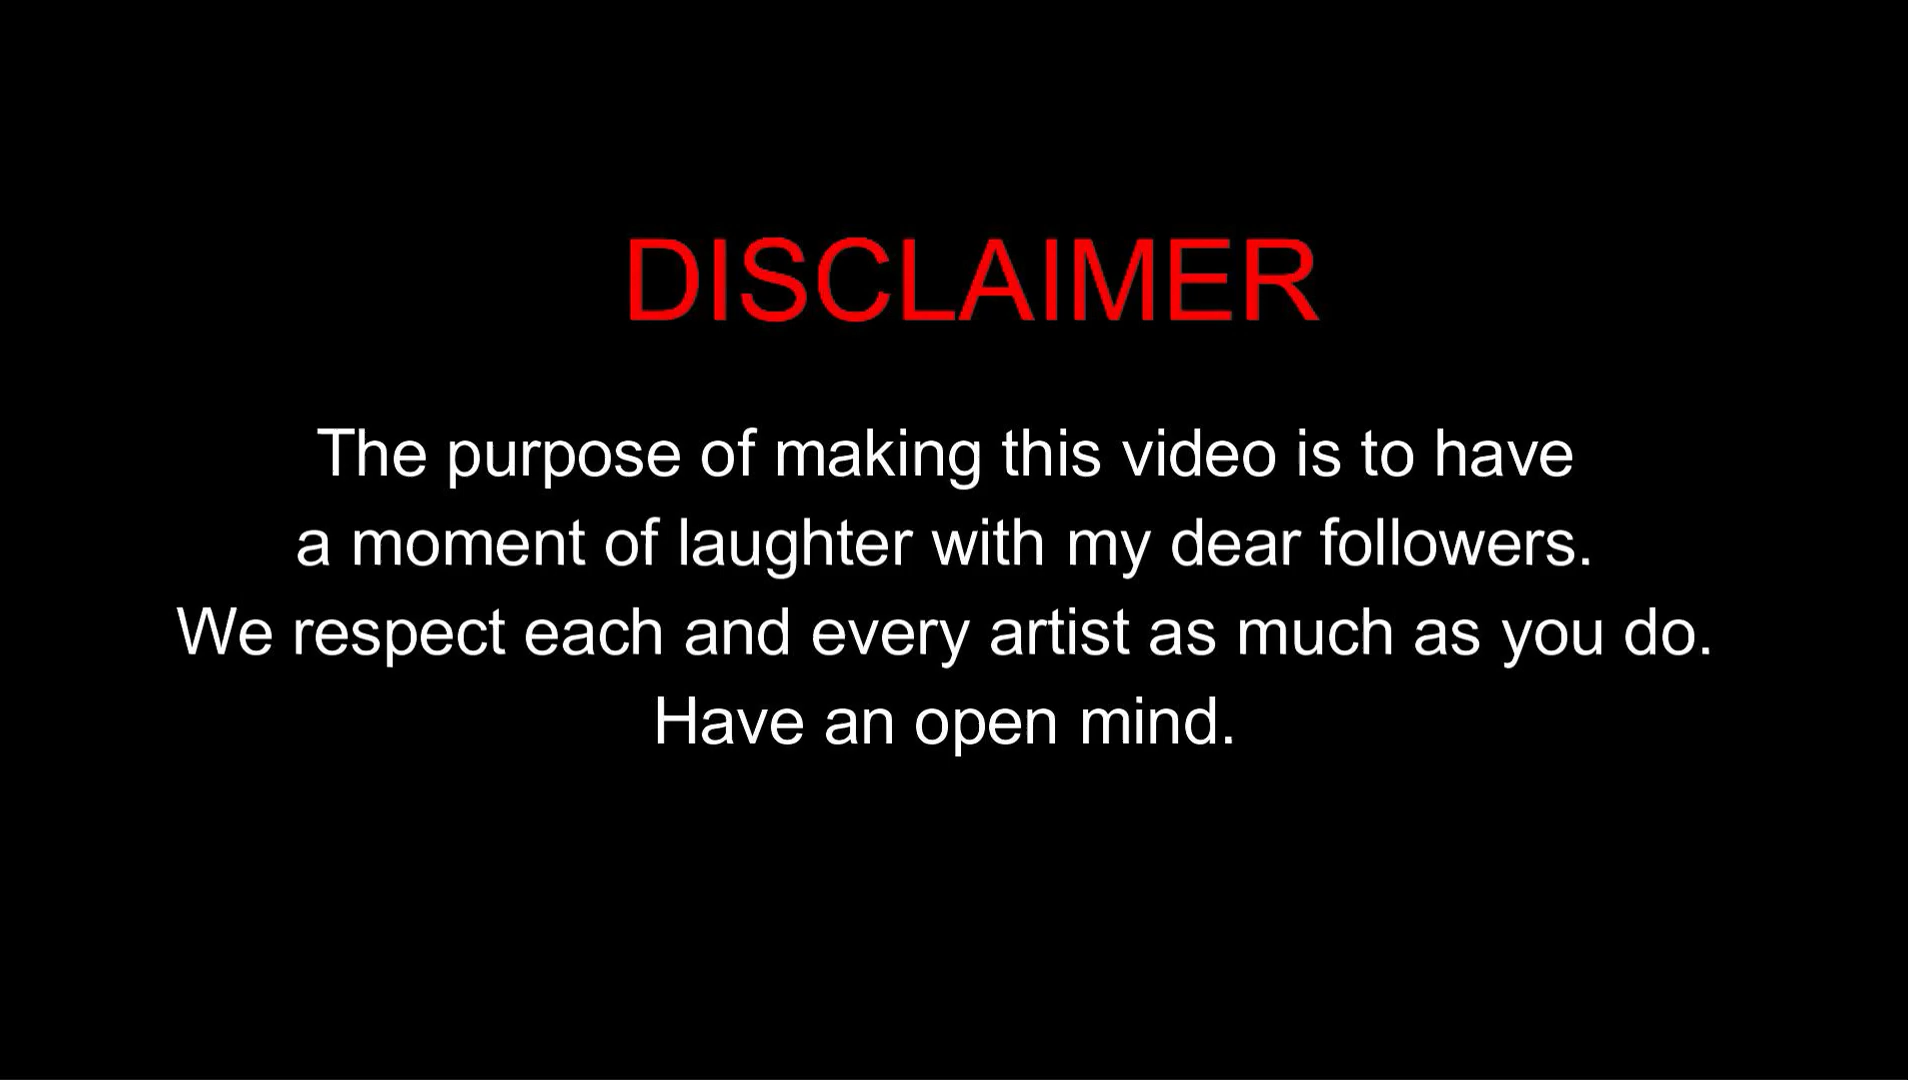 DISCLAIMER
The purpose of making this video is to have
a moment of laughter with my dear followers.
We respect each and every artist as much as you do.
Have an open mind.